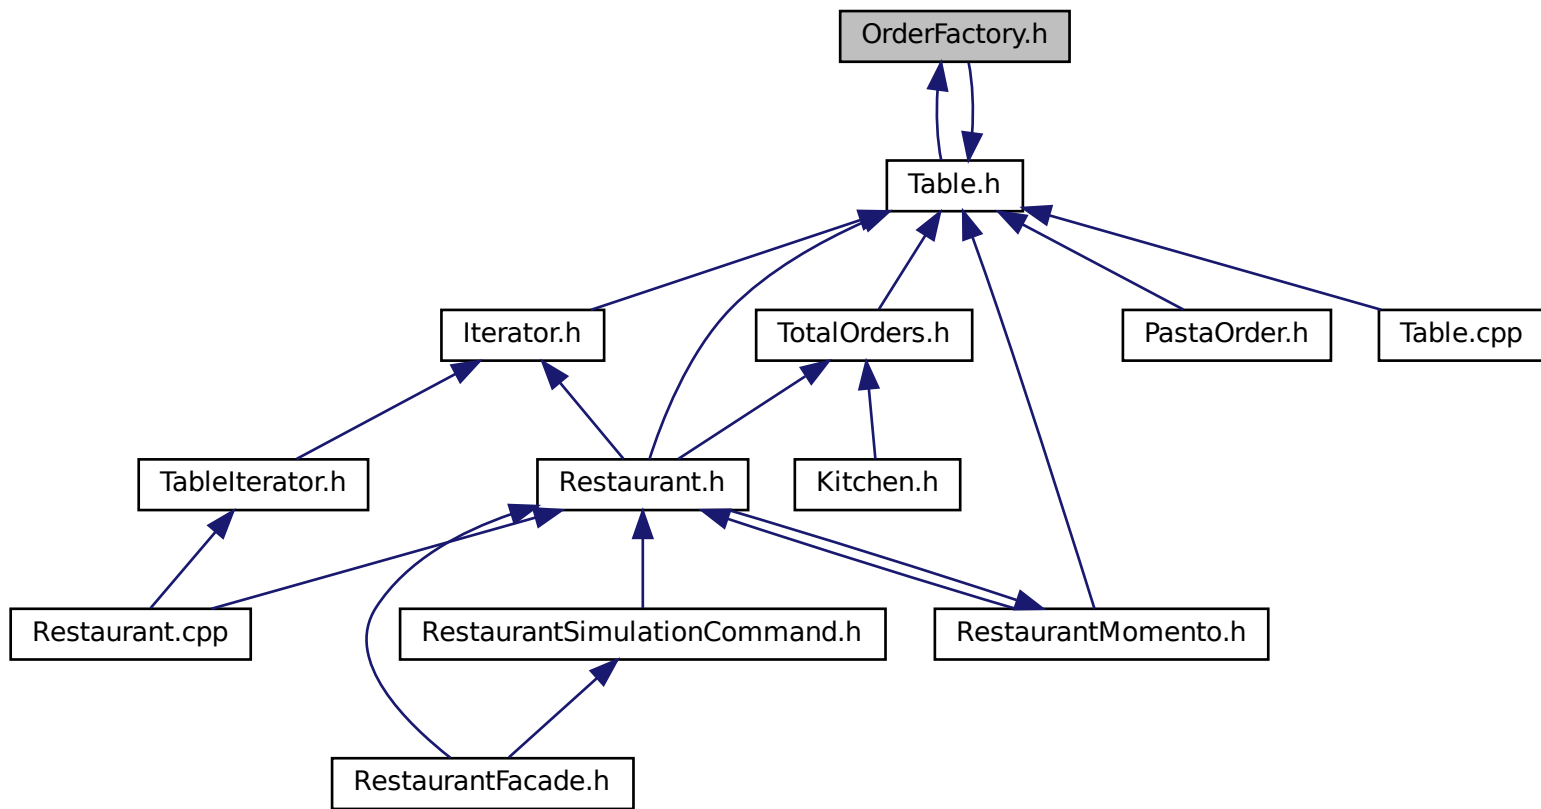 OrderFactory.h
Table.h
Iterator.h
TotalOrders.h
PastaOrder.h
Table.cpp
TableIterator.h
Restaurant.h
Kitchen.h
Restaurant.cpp
RestaurantSimulationCommand.h
RestaurantMomento.h
RestaurantFacade.h